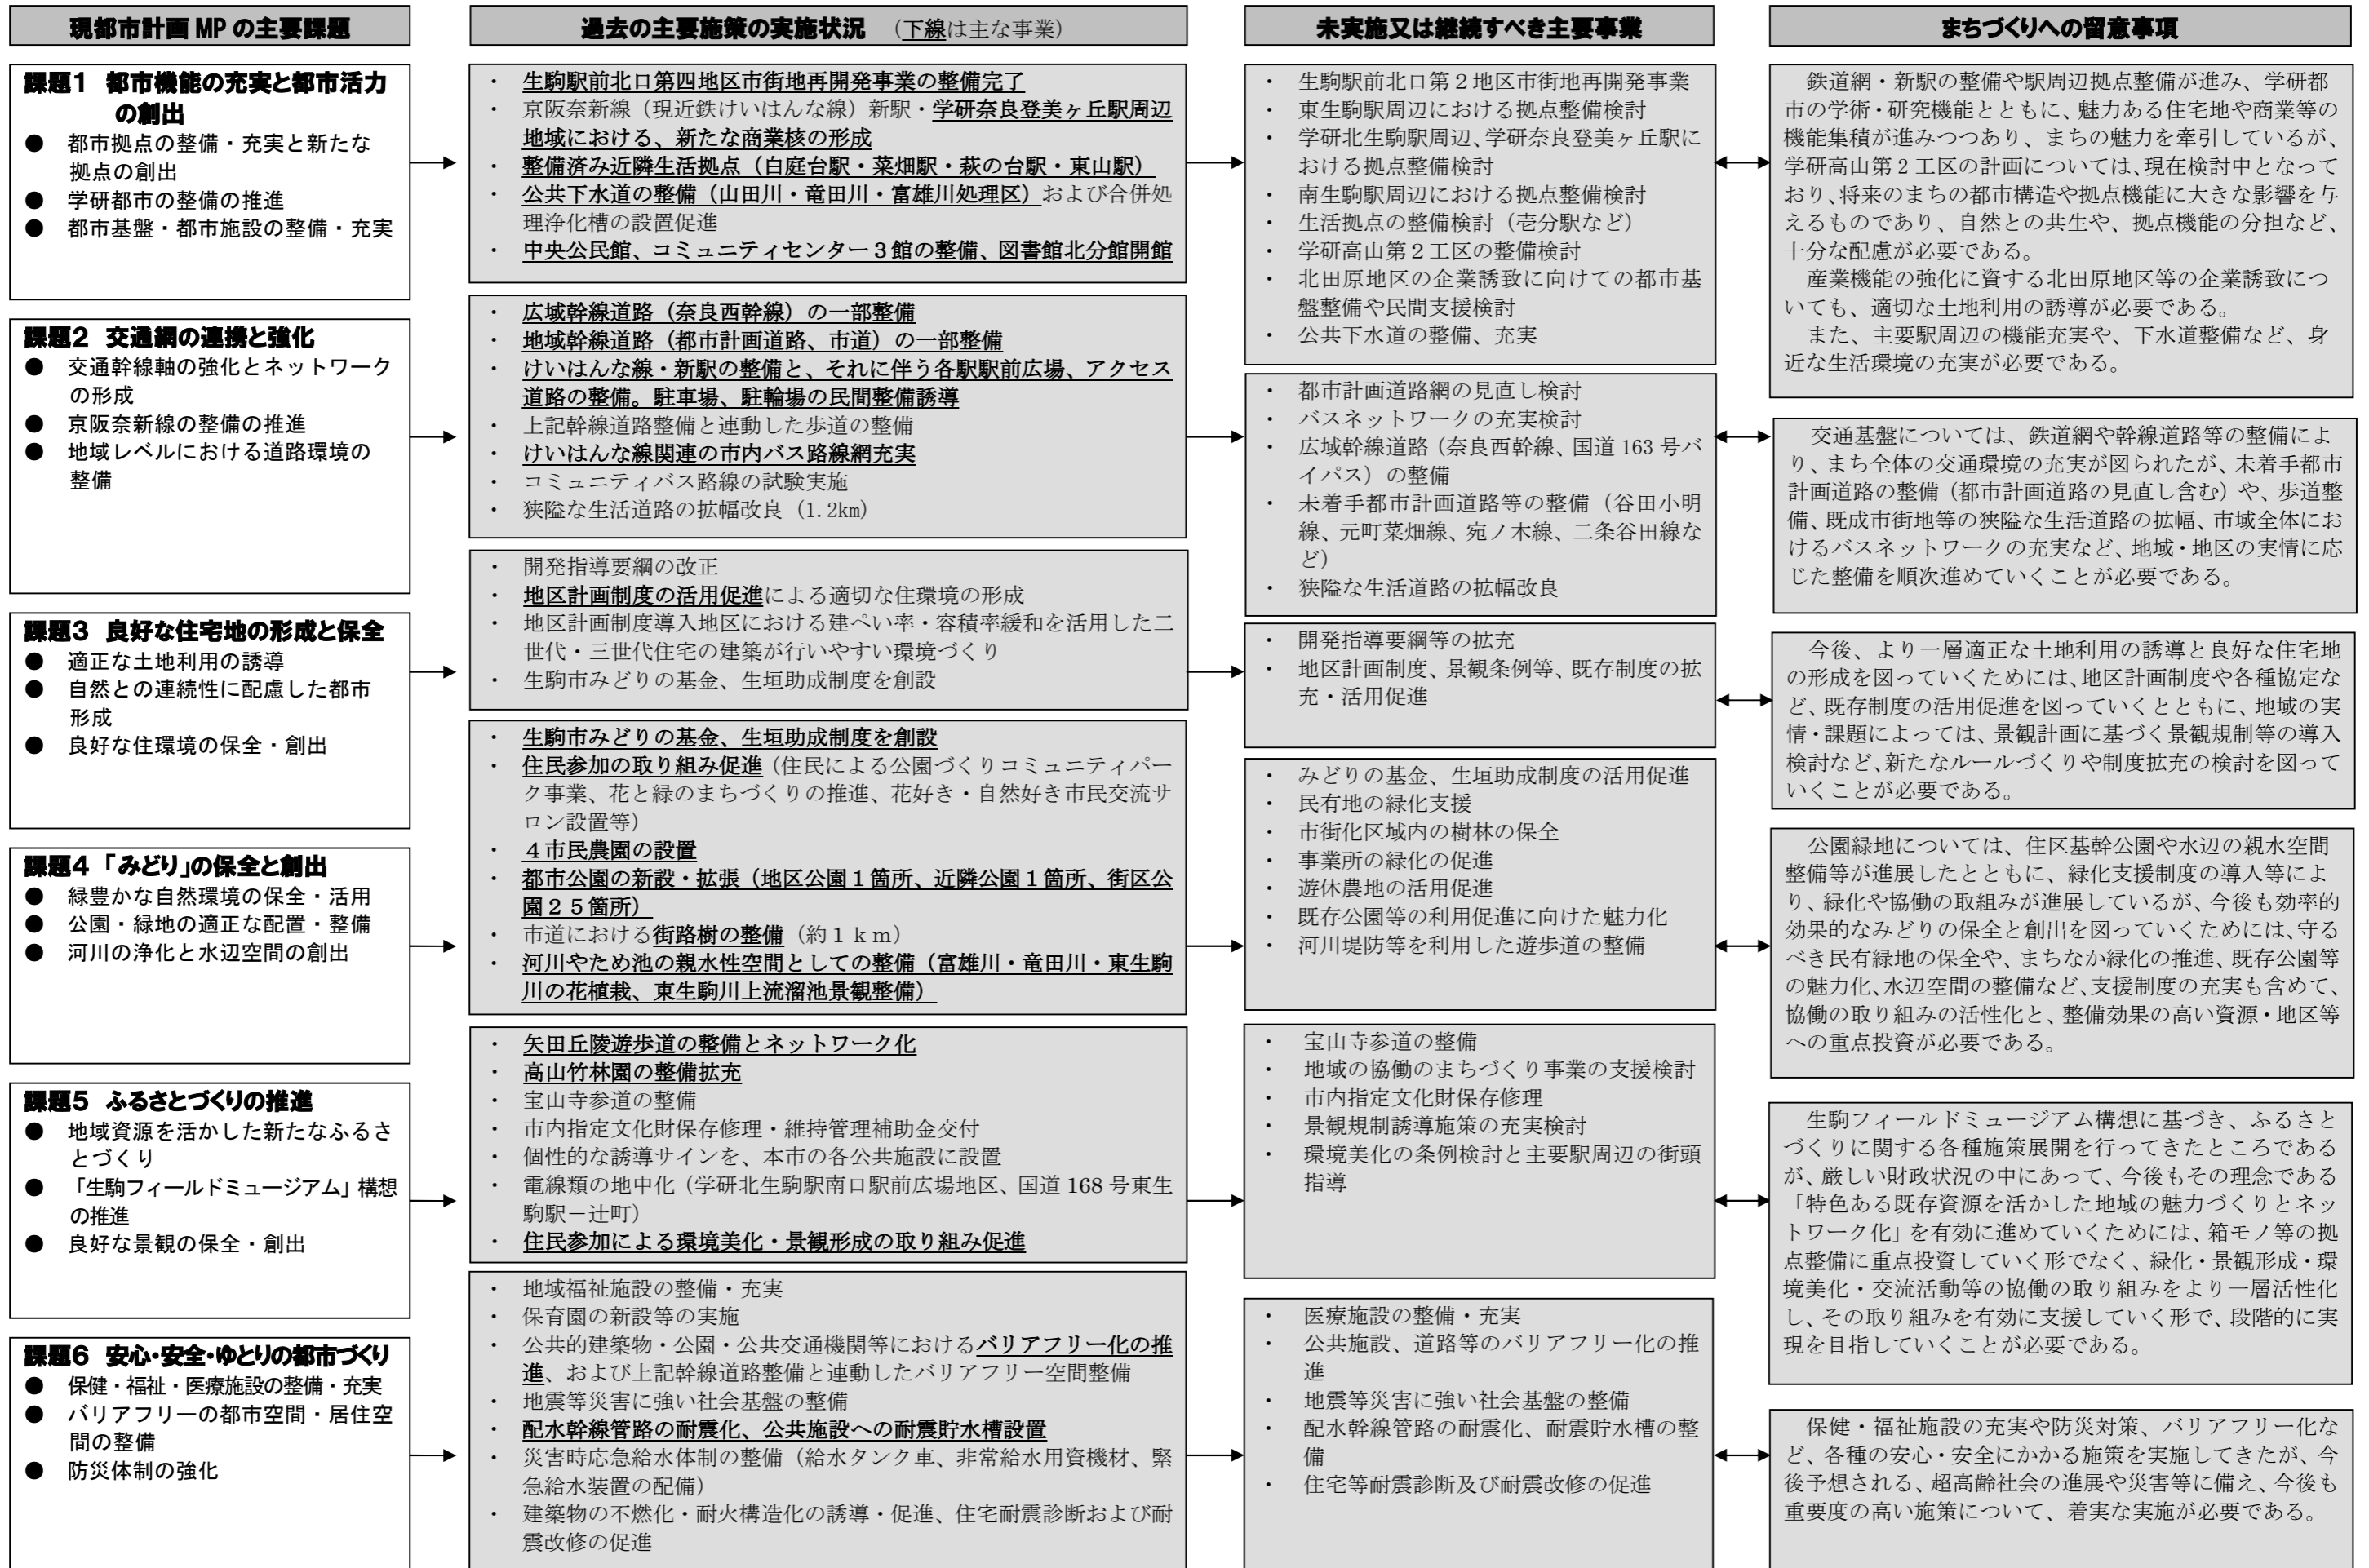 現都市計画 MP の主要課題
課題1 都市機能の充実と都市活力
の創出
● 都市拠点の整備・充実と新たな
拠点の創出
● 学研都市の整備の推進
● 都市基盤・都市施設の整備・充実
課題2 交通網の連携と強化
● 交通幹線軸の強化とネットワーク
の形成
● 京阪奈新線の整備の推進
● 地域レベルにおける道路環境の
整備
課題3 良好な住宅地の形成と保全
● 適正な土地利用の誘導
● 自然との連続性に配慮した都市
形成
● 良好な住環境の保全・創出
課題4 「みどり」の保全と創出
● 緑豊かな自然環境の保全・活用
● 公園・緑地の適正な配置・整備
● 河川の浄化と水辺空間の創出
課題5 ふるさとづくりの推進
● 地域資源を活かした新たなふるさ
とづくり
● 「生駒フィールドミュージアム」構想
の推進
● 良好な景観の保全・創出
課題6 安心・安全・ゆとりの都市づくり
● 保健・福祉・医療施設の整備・充実
● バリアフリーの都市空間・居住空
間の整備
● 防災体制の強化
過去の主要施策の実施状況 (下線は主な事業)
・ 生駒駅前北口第四地区市街地再開発事業の整備完了
・ 京阪奈新線（現近鉄けいはんな線）新駅・学研奈良登美ヶ丘駅周辺
地域における、新たな商業核の形成
・ 整備済み近隣生活拠点（白庭台駅・菜畑駅・萩の台駅・東山駅）
・ 公共下水道の整備（山田川・竜田川・富雄川処理区）および合併処
理浄化槽の設置促進
・ 中央公民館、コミュニティセンター３館の整備、図書館北分館開館
・ 広域幹線道路（奈良西幹線）の一部整備
・ 地域幹線道路（都市計画道路、市道）の一部整備
・ けいはんな線・新駅の整備と、それに伴う各駅駅前広場、アクセス
道路の整備。駐車場、駐輪場の民間整備誘導
・ 上記幹線道路整備と連動した歩道の整備
・ けいはんな線関連の市内バス路線網充実
・ コミュニティバス路線の試験実施
・ 狭隘な生活道路の拡幅改良（1.2km）
・ 開発指導要綱の改正
・ 地区計画制度の活用促進による適切な住環境の形成
・ 地区計画制度導入地区における建ぺい率・容積率緩和を活用した二
世代・三世代住宅の建築が行いやすい環境づくり
・ 生駒市みどりの基金、生垣助成制度を創設
・ 生駒市みどりの基金、生垣助成制度を創設
・ 住民参加の取り組み促進（住民による公園づくりコミュニティパー
ク事業、花と緑のまちづくりの推進、花好き・自然好き市民交流サ
ロン設置等）
・ ４市民農園の設置
・ 都市公園の新設・拡張（地区公園１箇所、近隣公園１箇所、街区公
園２５箇所）
・ 市道における街路樹の整備（約１ｋｍ）
・ 河川やため池の親水性空間としての整備（富雄川・竜田川・東生駒
川の花植栽、東生駒川上流溜池景観整備）
・ 矢田丘陵遊歩道の整備とネットワーク化
・ 高山竹林園の整備拡充
・ 宝山寺参道の整備
・ 市内指定文化財保存修理・維持管理補助金交付
・ 個性的な誘導サインを、本市の各公共施設に設置
・ 電線類の地中化（学研北生駒駅南口駅前広場地区、国道 168 号東生
駒駅－辻町）
・ 住民参加による環境美化・景観形成の取り組み促進
・ 地域福祉施設の整備・充実
・ 保育園の新設等の実施
・ 公共的建築物・公園・公共交通機関等におけるバリアフリー化の推
進、および上記幹線道路整備と連動したバリアフリー空間整備
・ 地震等災害に強い社会基盤の整備
・ 配水幹線管路の耐震化、公共施設への耐震貯水槽設置
・ 災害時応急給水体制の整備（給水タンク車、非常給水用資機材、緊
急給水装置の配備）
・ 建築物の不燃化・耐火構造化の誘導・促進、住宅耐震診断および耐
震改修の促進
未実施又は継続すべき主要事業
・ 生駒駅前北口第２地区市街地再開発事業
・ 東生駒駅周辺における拠点整備検討
・ 学研北生駒駅周辺、学研奈良登美ヶ丘駅に
おける拠点整備検討
・ 南生駒駅周辺における拠点整備検討
・ 生活拠点の整備検討（壱分駅など）
・ 学研高山第２工区の整備検討
・ 北田原地区の企業誘致に向けての都市基
盤整備や民間支援検討
・ 公共下水道の整備、充実
・ 都市計画道路網の見直し検討
・ バスネットワークの充実検討
・ 広域幹線道路（奈良西幹線、国道 163 号バ
イパス）の整備
・ 未着手都市計画道路等の整備（谷田小明
線、元町菜畑線、宛ノ木線、二条谷田線な
ど）
・ 狭隘な生活道路の拡幅改良
・ 開発指導要綱等の拡充
・ 地区計画制度、景観条例等、既存制度の拡
充・活用促進
・ みどりの基金、生垣助成制度の活用促進
・ 民有地の緑化支援
・ 市街化区域内の樹林の保全
・ 事業所の緑化の促進
・ 遊休農地の活用促進
・ 既存公園等の利用促進に向けた魅力化
・ 河川堤防等を利用した遊歩道の整備
・ 宝山寺参道の整備
・ 地域の協働のまちづくり事業の支援検討
・ 市内指定文化財保存修理
・ 景観規制誘導施策の充実検討
・ 環境美化の条例検討と主要駅周辺の街頭
指導
・ 医療施設の整備・充実
・ 公共施設、道路等のバリアフリー化の推
進
・ 地震等災害に強い社会基盤の整備
・ 配水幹線管路の耐震化、耐震貯水槽の整
備
・ 住宅等耐震診断及び耐震改修の促進
まちづくりへの留意事項
鉄道網・新駅の整備や駅周辺拠点整備が進み、学研都
市の学術・研究機能とともに、魅力ある住宅地や商業等の
機能集積が進みつつあり、まちの魅力を牽引しているが、
学研高山第２工区の計画については、現在検討中となって
おり、将来のまちの都市構造や拠点機能に大きな影響を与
えるものであり、自然との共生や、拠点機能の分担など、
十分な配慮が必要である。
産業機能の強化に資する北田原地区等の企業誘致につ
いても、適切な土地利用の誘導が必要である。
また、主要駅周辺の機能充実や、下水道整備など、身
近な生活環境の充実が必要である。
交通基盤については、鉄道網や幹線道路等の整備によ
り、まち全体の交通環境の充実が図られたが、未着手都市
計画道路の整備（都市計画道路の見直し含む）や、歩道整
備、既成市街地等の狭隘な生活道路の拡幅、市域全体にお
けるバスネットワークの充実など、地域・地区の実情に応
じた整備を順次進めていくことが必要である。
今後、より一層適正な土地利用の誘導と良好な住宅地
の形成を図っていくためには、地区計画制度や各種協定な
ど、既存制度の活用促進を図っていくとともに、地域の実
情・課題によっては、景観計画に基づく景観規制等の導入
検討など、新たなルールづくりや制度拡充の検討を図って
いくことが必要である。
公園緑地については、住区基幹公園や水辺の親水空間
整備等が進展したとともに、緑化支援制度の導入等によ
り、緑化や協働の取組みが進展しているが、今後も効率的
効果的なみどりの保全と創出を図っていくためには、守る
べき民有緑地の保全や、まちなか緑化の推進、既存公園等
の魅力化、水辺空間の整備など、支援制度の充実も含めて、
協働の取り組みの活性化と、整備効果の高い資源・地区等
への重点投資が必要である。
生駒フィールドミュージアム構想に基づき、ふるさと
づくりに関する各種施策展開を行ってきたところである
が、厳しい財政状況の中にあって、今後もその理念である
「特色ある既存資源を活かした地域の魅力づくりとネッ
トワーク化」を有効に進めていくためには、箱モノ等の拠
点整備に重点投資していく形でなく、緑化・景観形成・環
境美化・交流活動等の協働の取り組みをより一層活性化
し、その取り組みを有効に支援していく形で、段階的に実
現を目指していくことが必要である。
保健・福祉施設の充実や防災対策、バリアフリー化な
ど、各種の安心・安全にかかる施策を実施してきたが、今
後予想される、超高齢社会の進展や災害等に備え、今後も
重要度の高い施策について、着実な実施が必要である。